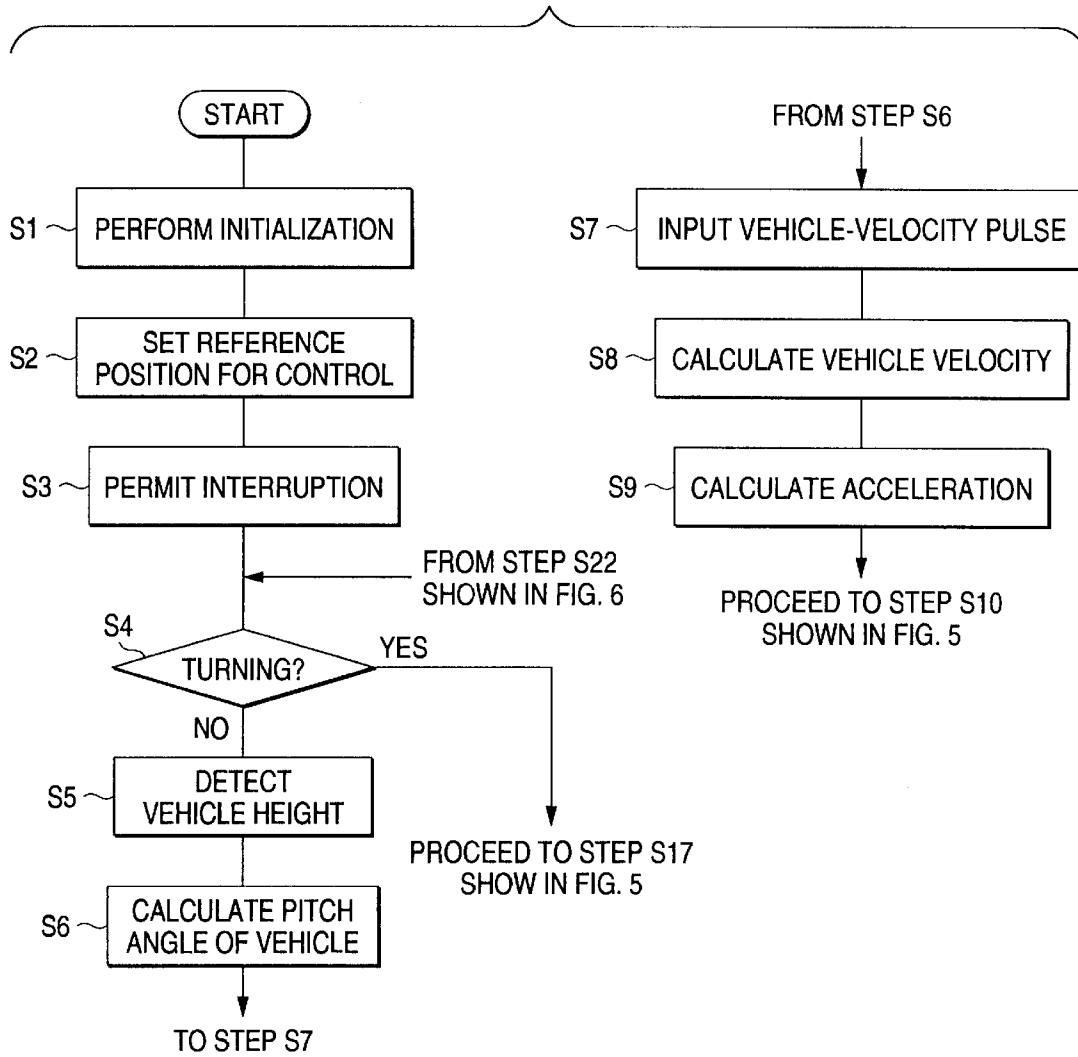 START
S1
PERFORM INITIALIZATION
S2
SET REFERENCE
POSITION FOR CONTROL
S3
PERMIT INTERRUPTION
FROM STEP S22
SHOWN IN FIG. 6
S4
TURNING?
YES
NO
S5
DETECT
VEHICLE HEIGHT
PROCEED TO STEP S17
SHOW IN FIG. 5
S6
CALCULATE PITCH
ANGLE OF VEHICLE
TO STEP S7
FROM STEP S6
S7
INPUT VEHICLE-VELOCITY PULSE
S8
CALCULATE VEHICLE VELOCITY
S9
CALCULATE ACCELERATION
PROCEED TO STEP S10
SHOWN IN FIG. 5